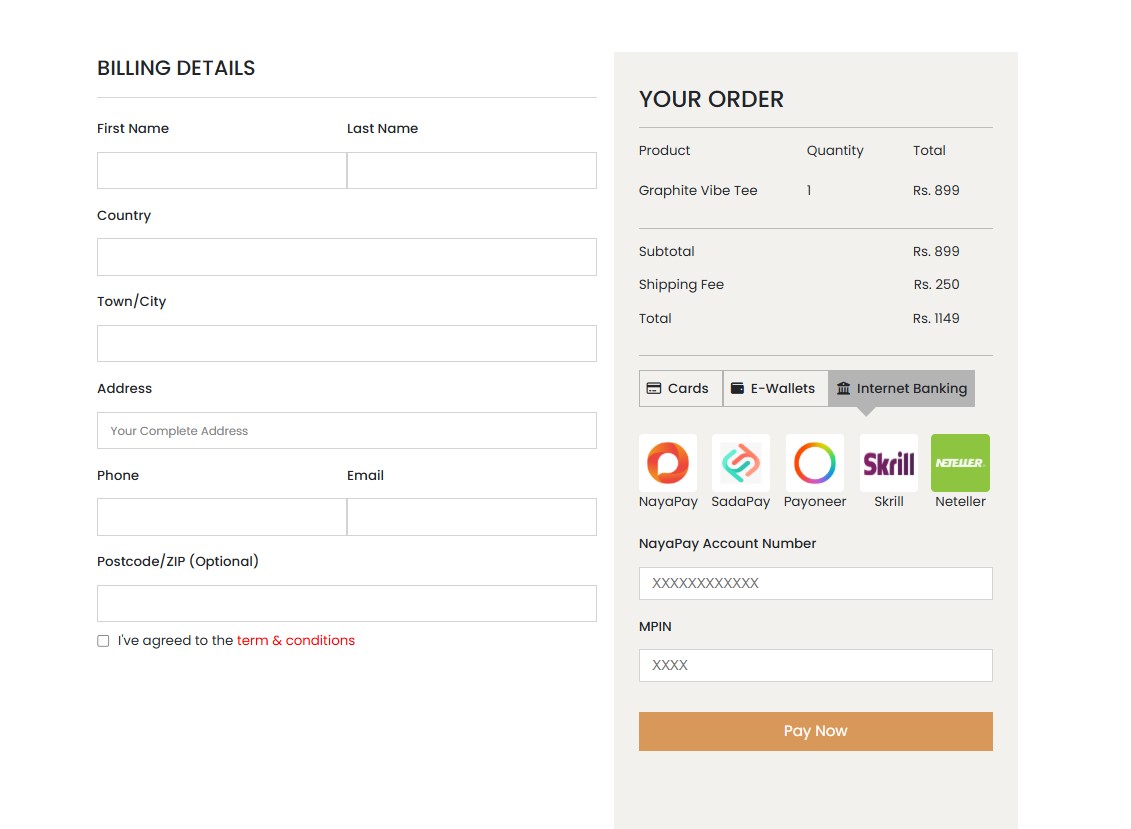 BILLING DETAILS
First Name Last Name
Country
Town/City
Address
Your Complete Address
Phone Email
Postcode/ZIP (Optional)
I've agreed to the term & conditions
YOUR ORDER
Product Quantity Total
Graphite Vibe Tee 1 Rs. 899
Subtotal Rs. 899
Shipping Fee Rs. 250
Total Rs. 1149
Cards E-Wallets Internet Banking
Skrill NETELLER
NayaPay SadaPay Payoneer Skrill Neteller
NayaPay Account Number
XXXXXXXXXXXX
MPIN
XXXX
Pay Now